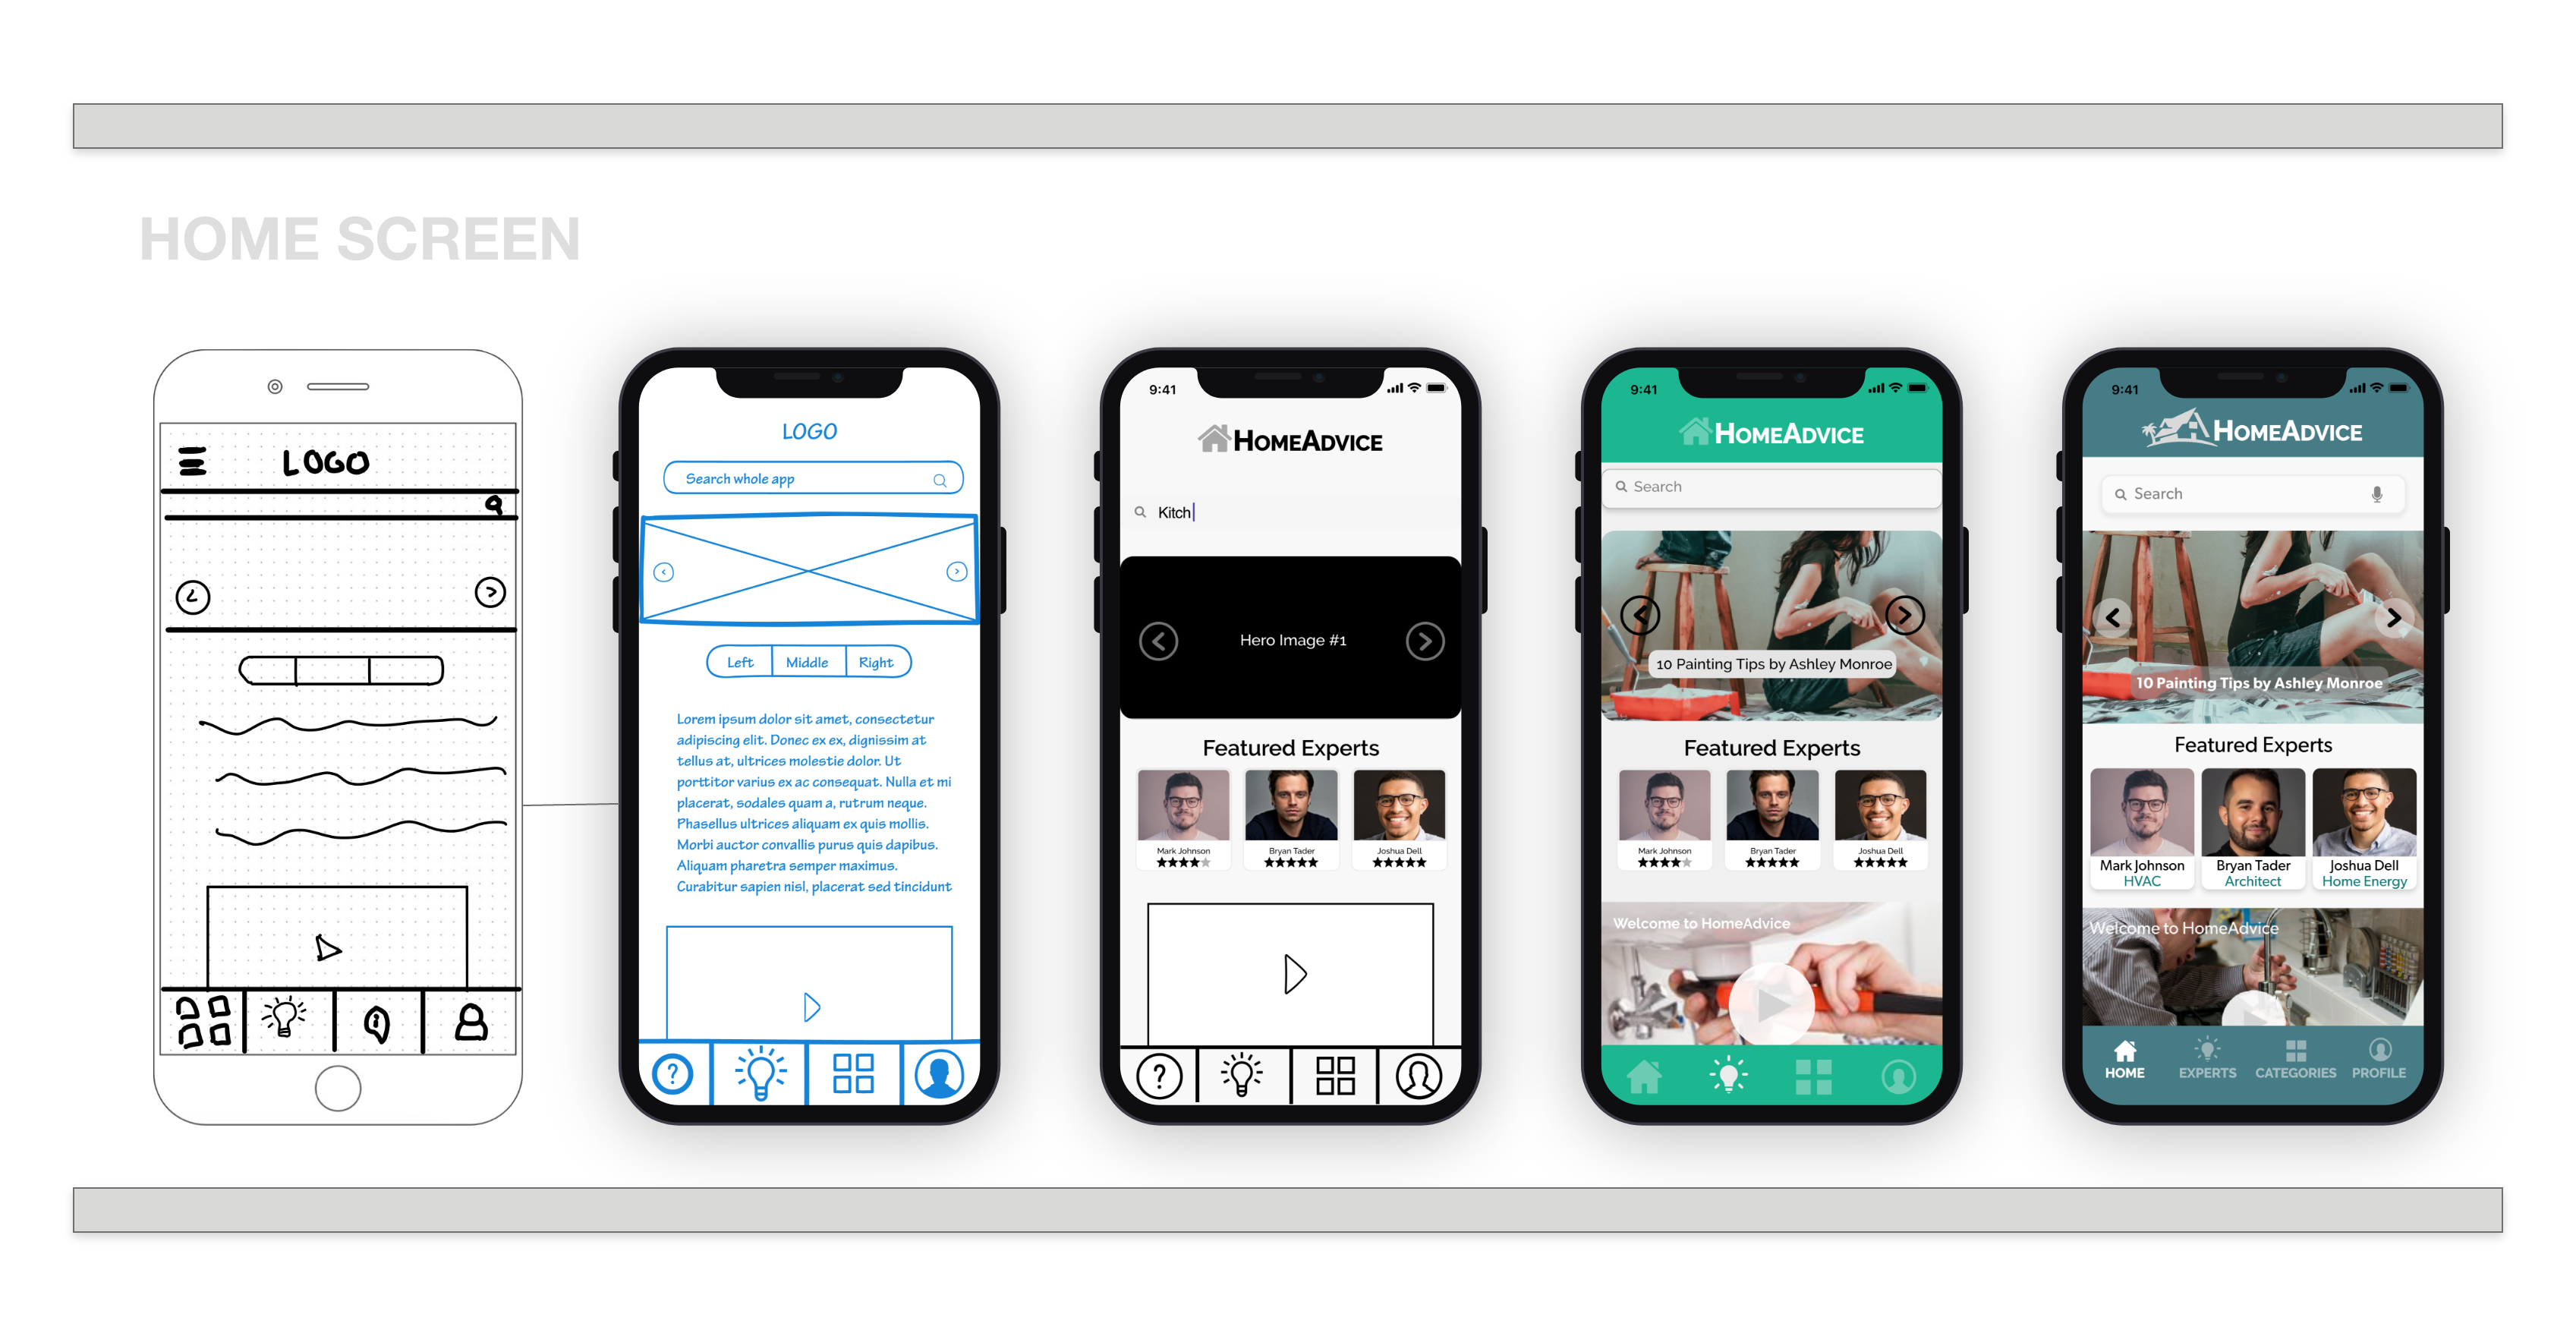 HOME SCREEN
LOGO
LOGO
Search whole app
Left Middle Right
Lorem ipsum dolor sit amet, consectetur
adipiscing elit. Donec ex ex, dignissim at
tellus at, ultrices molestie dolor. Ut
porttitor varius ex ac consequat. Nulla et mi
placerat, sodales quam a, rutrum neque.
Phasellus ultrices aliquam ex quis mollis.
Morbi auctor convallis purus quis dapibus.
Aliquam pharetra semper maximus.
Curabitur sapien nisl, placerat sed tincidunt
?
9:41
HOMEADVICE
Kitch
Hero Image #1
Featured Experts
Mark Johnson Bryan Tader Joshua Dell
?
9:41
HOMEADVICE
Search
10 Painting Tips by Ashley Monroe
Featured Experts
Mark Johnson Bryan Tader Joshua Dell
Welcome to HomeAdvice
9:41
HOMEADVICE
Search
10 Painting Tips by Ashley Monroe
Featured Experts
Mark Johnson Bryan Tader Joshua Dell
HVAC Architect Home Energy
Welcome to HomeAdvice
HOME EXPERTS CATEGORIES PROFILE